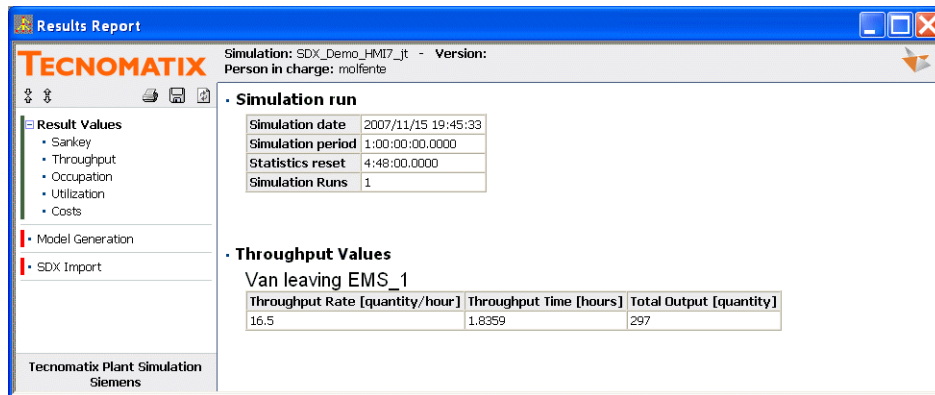 Results Report
TECNOMATIX
Simulation: SDX_Demo_HMI7_jt - Version:
Person in charge: molfente
Result Values
Sankey
Throughput
Occupation
Utilization
Costs
Model Generation
SDX Import
Tecnomatix Plant Simulation
Siemens
Simulation run
Simulation date 2007/11/15 19:45:33
Simulation period 1:00:00:00.0000
Statistics reset 4:48:00.0000
Simulation Runs 1
Throughput Values
Van leaving EMS_1
Throughput Rate [quantity/hour] Throughput Time [hours] Total Output [quantity]
16.5 1.8359 297